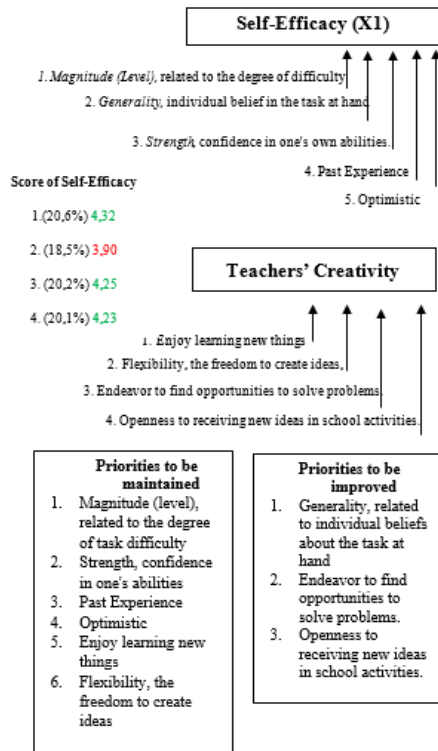 Self-Efficacy (X1)
1. Magnitude (Level), related to the degree of difficulty
2. Generality, individual belief in the task at hand
3. Strength, confidence in one's own abilities.
4. Past Experience
5. Optimistic
Score of Self-Efficacy
1.(20,6%) 4,32
2. (18,5%) 3,90
3. (20,2%) 4,25
4. (20,1%) 4,23
Teachers' Creativity
1. Enjoy learning new things
2. Flexibility, the freedom to create ideas,
3. Endeavor to find opportunities to solve problems.
4. Openness to receiving new ideas in school activities.
Priorities to be
maintained
1. Magnitude (level),
related to the degree
of task difficulty
2. Strength, confidence
in one's abilities
3. Past Experience
4. Optimistic
5. Enjoy learning new
things
6. Flexibility, the
freedom to create
ideas
Priorities to be
improved
1. Generality, related
to individual beliefs
about the task at
hand
2. Endeavor to find
opportunities to
solve problems.
3. Openness to
receiving new ideas
in school activities.